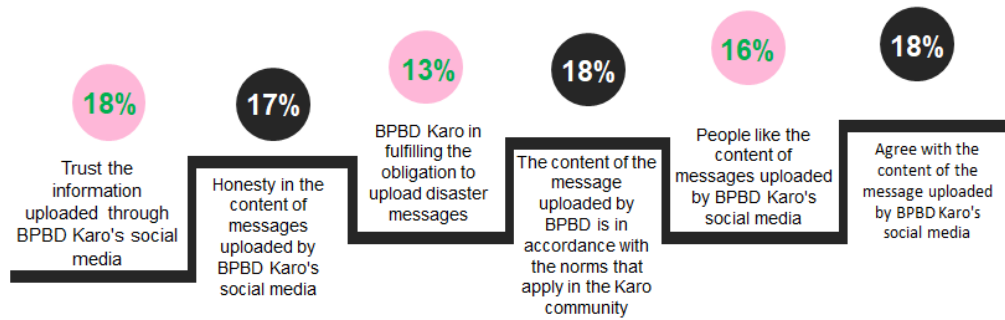 18%
Trust the
information
uploaded through
BPBD Karo's social
media
17%
Honesty in the
content of
messages
uploaded by
BPBD Karo's
social media
13%
BPBD Karo in
fulfilling the
obligation to
upload disaster
messages
18%
The content of the
message
uploaded by
BPBD is in
accordance with
the norms that
apply in the Karo
community
16%
People like the
content of
messages uploaded
by BPBD Karo's
social media
18%
Agree with the
content of the
message uploaded
by BPBD Karo's
social media